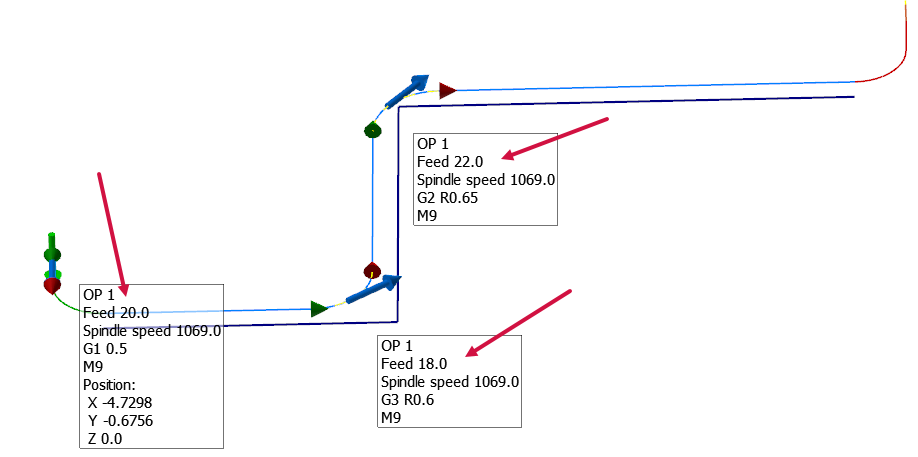 OP 1
Feed 22.0
Spindle speed 1069.0
G2 R0.65
M9
OP 1
Feed 20.0
Spindle speed 1069.0
G1 0.5
M9
Position:
X -4.7298
Y -0.6756
Z 0.0
OP 1
Feed 18.0
Spindle speed 1069.0
G3 R0.6
M9